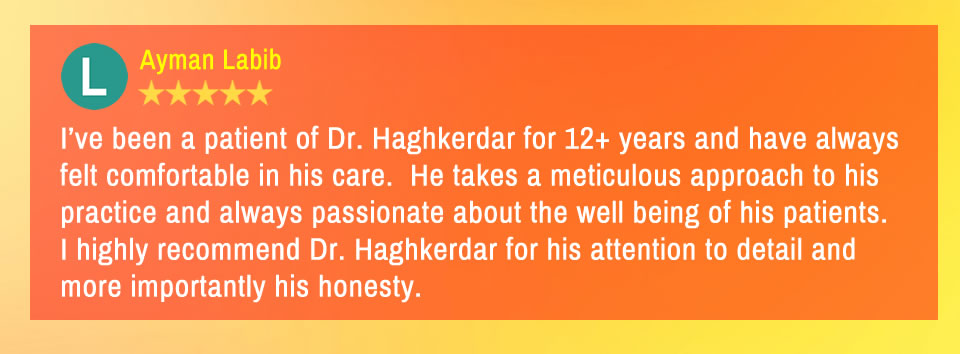 L
Ayman Labib
I've been a patient of Dr. Haghkerdar for 12+ years and have always
felt comfortable in his care.  He takes a meticulous approach to his
practice and always passionate about the well being of his patients.
I highly recommend Dr. Haghkerdar for his attention to detail and
more importantly his honesty.